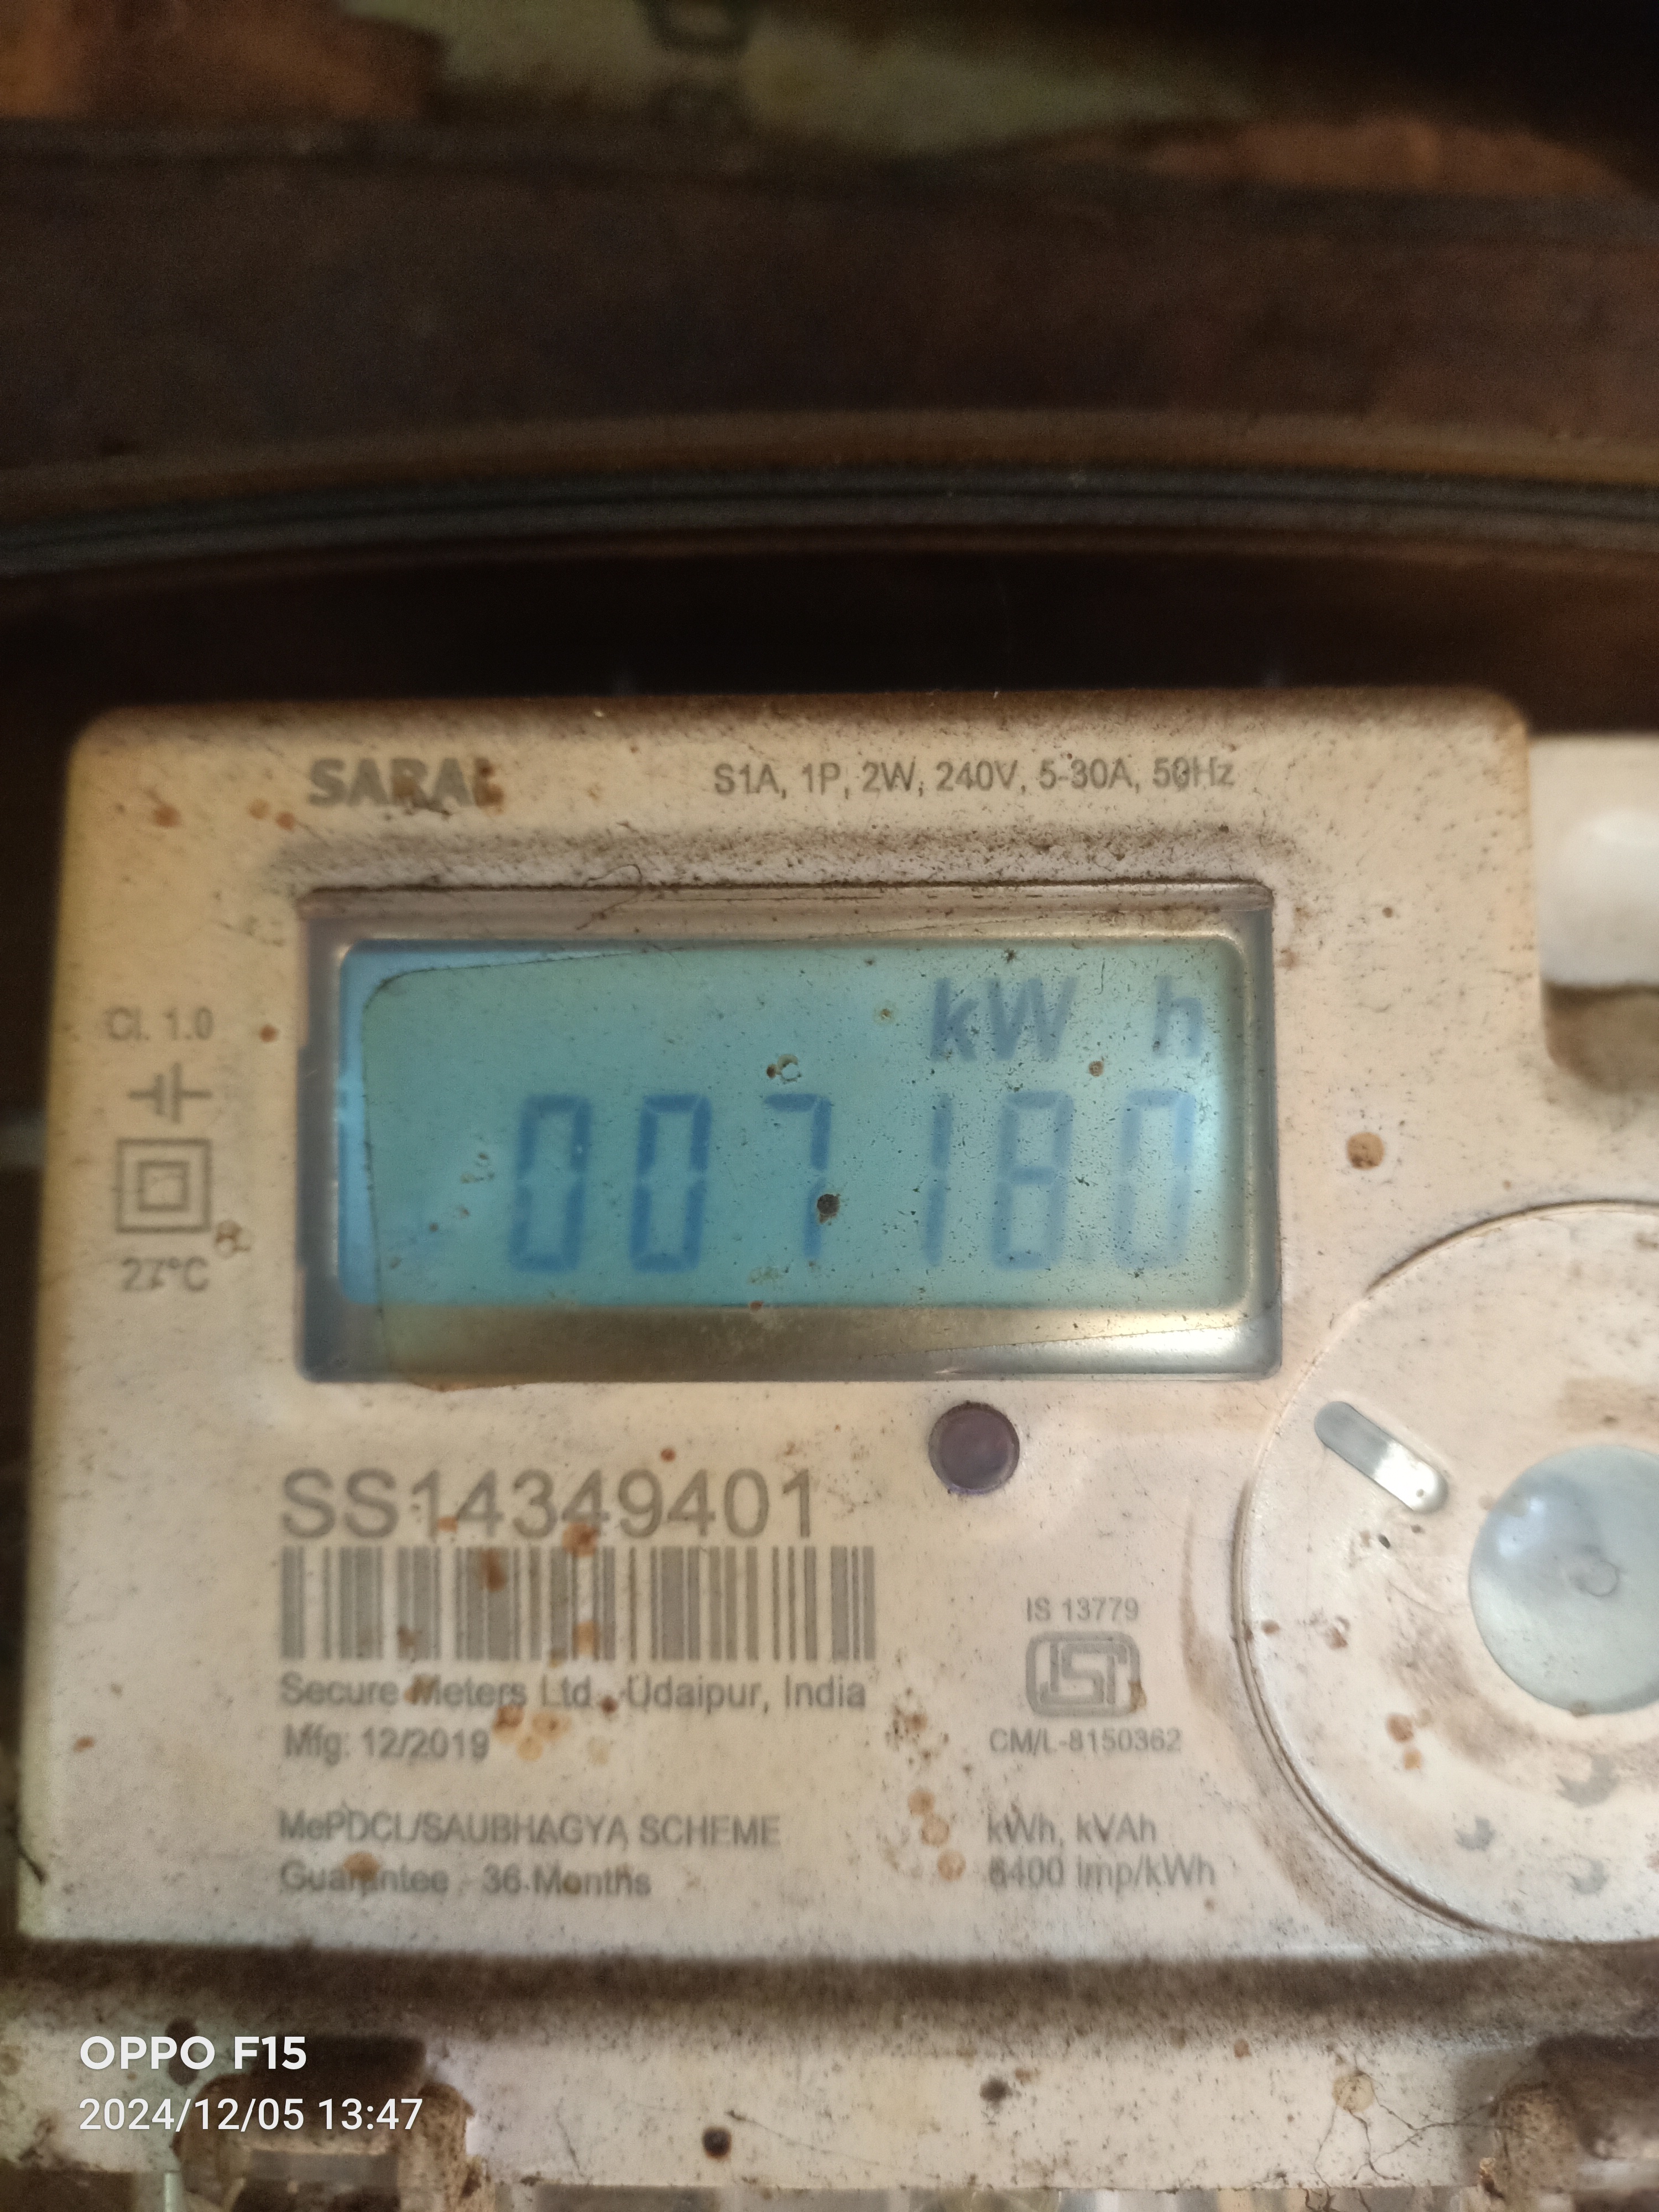 SARAL
S1A, 1P, 2W, 240V, 5-30A, 50Hz
kW h
Cl. 1.0
007180
27°C
SS14349401
IS 13779
ISI
Secure Meters Ltd., Udaipur, India
Mfg: 12/2019
CM/L-8150362
MePDCL/SAUBHAGYA SCHEME
kWh, kVAh
Guarantee - 36 Months
6400 imp/kWh
OPPO F15
2024/12/05 13:47